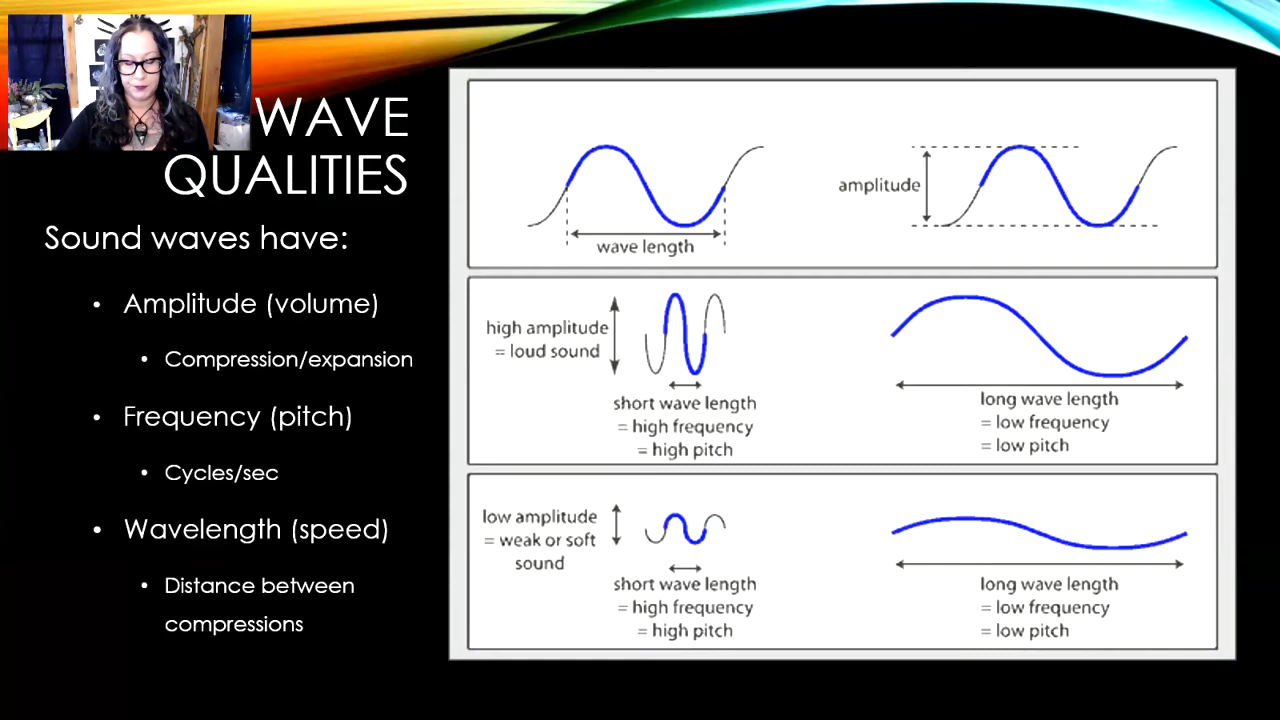 WAVE
QUALITIES
Sound waves have:
• Amplitude (volume)
• Compression/expansion
• Frequency (pitch)
• Cycles/sec
• Wavelength (speed)
• Distance between
compressions
wave length
amplitude
high amplitude
= loud sound
short wave length
= high frequency
= high pitch
long wave length
= low frequency
= low pitch
low amplitude
= weak or soft
sound
short wave length
= high frequency
= high pitch
long wave length
= low frequency
= low pitch